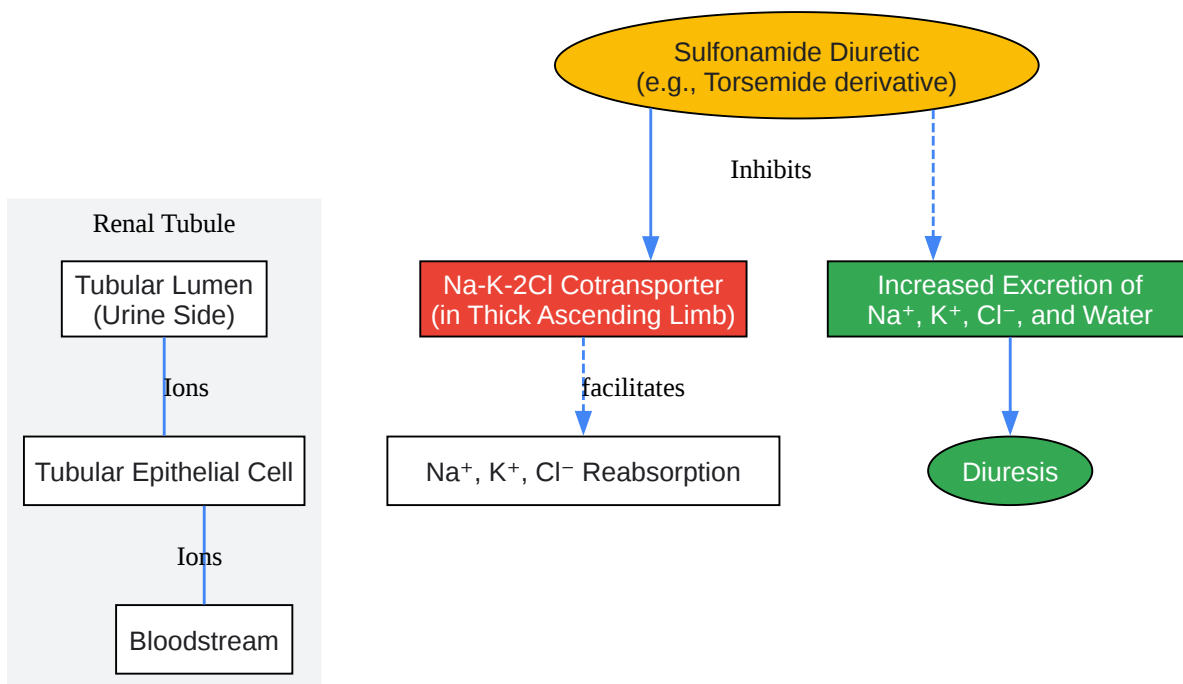 Sulfonamide Diuretic
(e.g., Torsemide derivative)
Inhibits
Renal Tubule
Tubular Lumen
(Urine Side)
Na-K-2Cl Cotransporter
(in Thick Ascending Limb)
Increased Excretion of
Na⁺, K⁺, Cl⁻, and Water
Ions
facilitates
Tubular Epithelial Cell
Na⁺, K⁺, Cl⁻ Reabsorption
Diuresis
Ions
Bloodstream